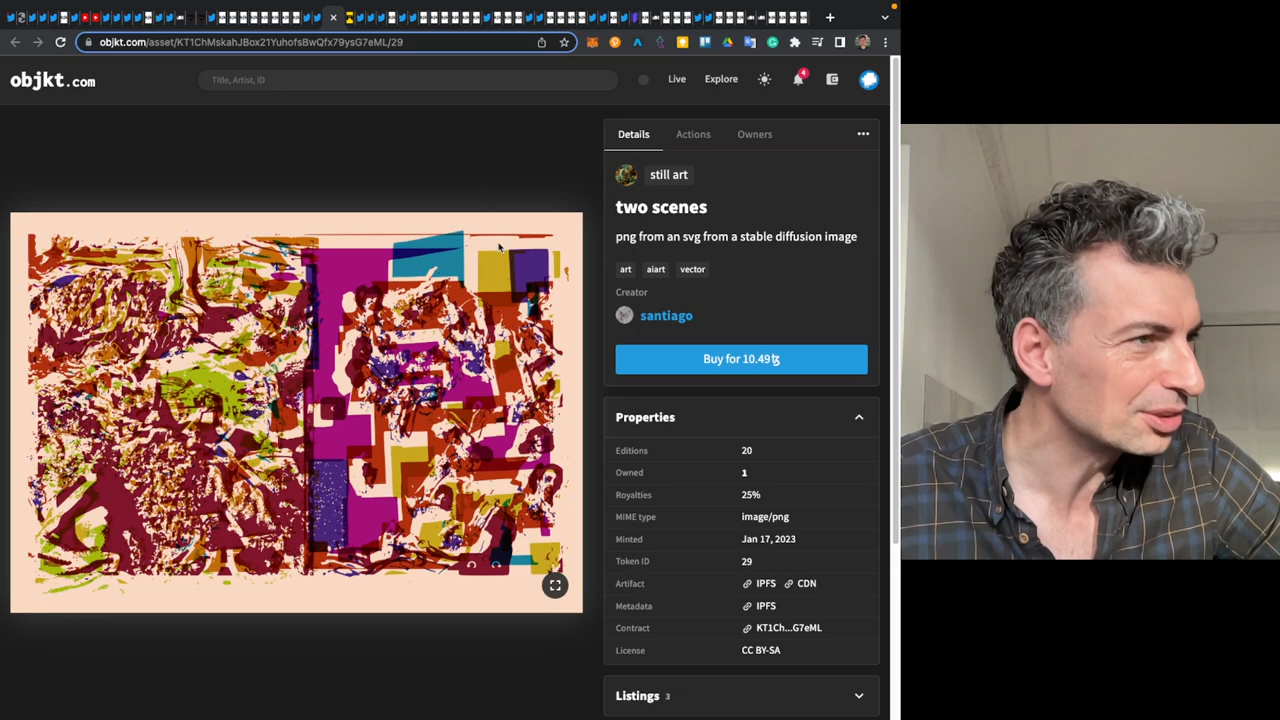 objkt.com/asset/KT1ChMskahJBox21YuhofsBwQfx79ysG7eML/29
objkt.com
Title, Artist, ID
Live
Explore
4
Details
Actions
Owners
still art
two scenes
png from an svg from a stable diffusion image
art
aiart
vector
Creator
santiago
Buy for 10.49ꜩ
Properties
Editions 20
Owned 1
Royalties 25%
MIME type image/png
Minted Jan 17, 2023
Token ID 29
Artifact IPFS CDN
Metadata IPFS
Contract KT1Ch...G7eML
License CC BY-SA
Listings 3